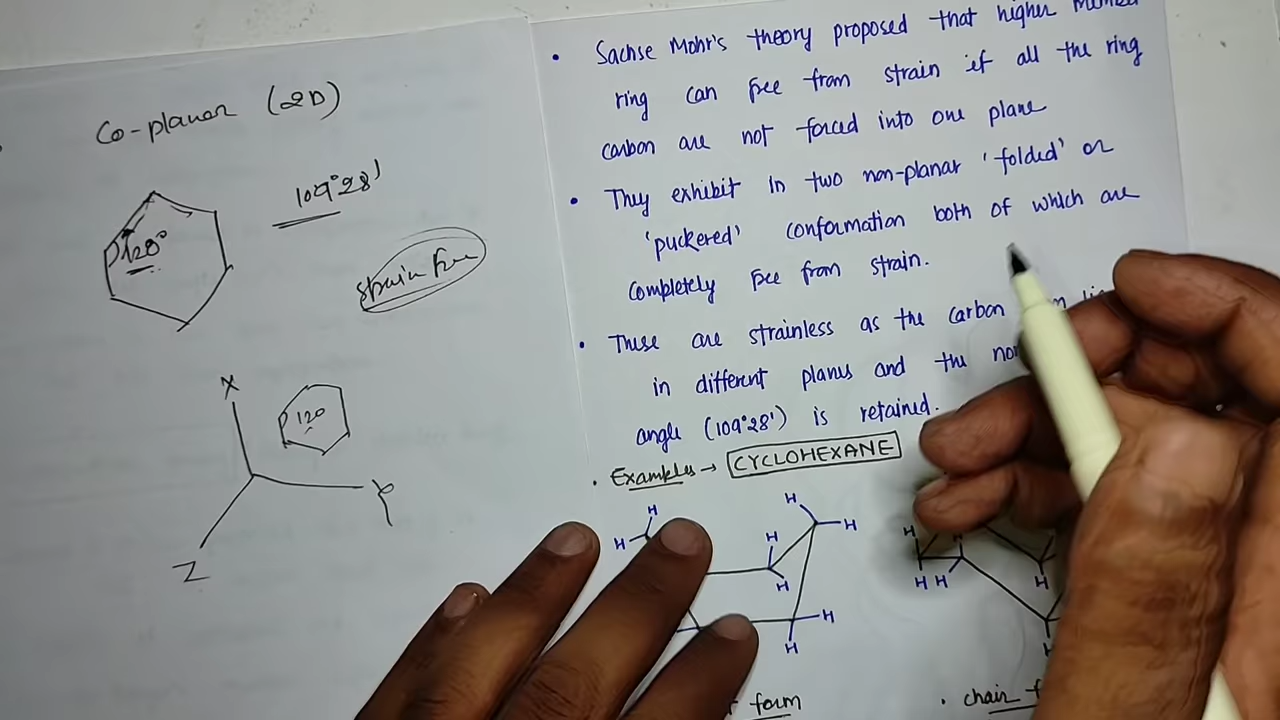 Co-planar (2D)
109°28'
120°
strain free
X
120
Y
Z
• Sachse Mohr's theory proposed that higher
ring can free from strain if all the ring
carbon are not forced into one plane
• They exhibit in two non-planar 'folded' or
'puckered' conformation both of which are
completely free from strain.
• These are strainless as the carbon
in different planes and the
angle (109°28') is retained.
• Examples → CYCLOHEXANE
H
H H
H H
H
H H
H
H
H H
H
form
• chair